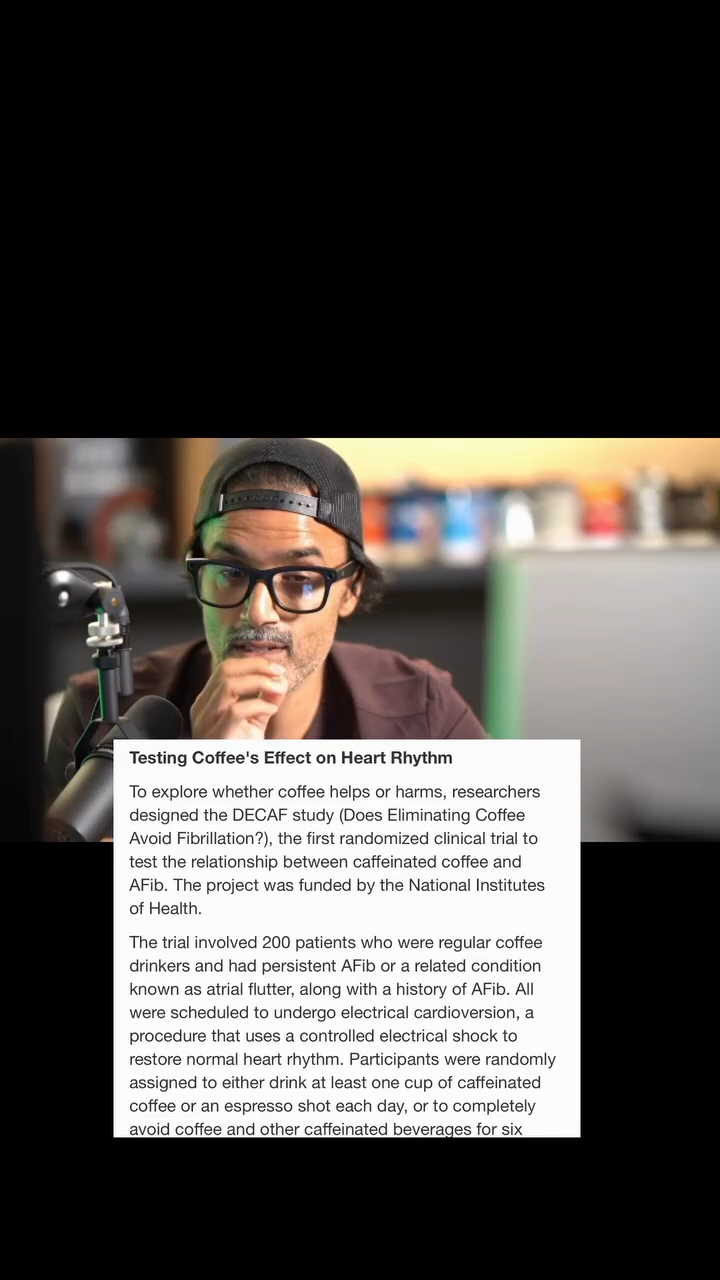 Testing Coffee's Effect on Heart Rhythm
To explore whether coffee helps or harms, researchers
designed the DECAF study (Does Eliminating Coffee
Avoid Fibrillation?), the first randomized clinical trial to
test the relationship between caffeinated coffee and
AFib. The project was funded by the National Institutes
of Health.
The trial involved 200 patients who were regular coffee
drinkers and had persistent AFib or a related condition
known as atrial flutter, along with a history of AFib. All
were scheduled to undergo electrical cardioversion, a
procedure that uses a controlled electrical shock to
restore normal heart rhythm. Participants were randomly
assigned to either drink at least one cup of caffeinated
coffee or an espresso shot each day, or to completely
avoid coffee and other caffeinated beverages for six